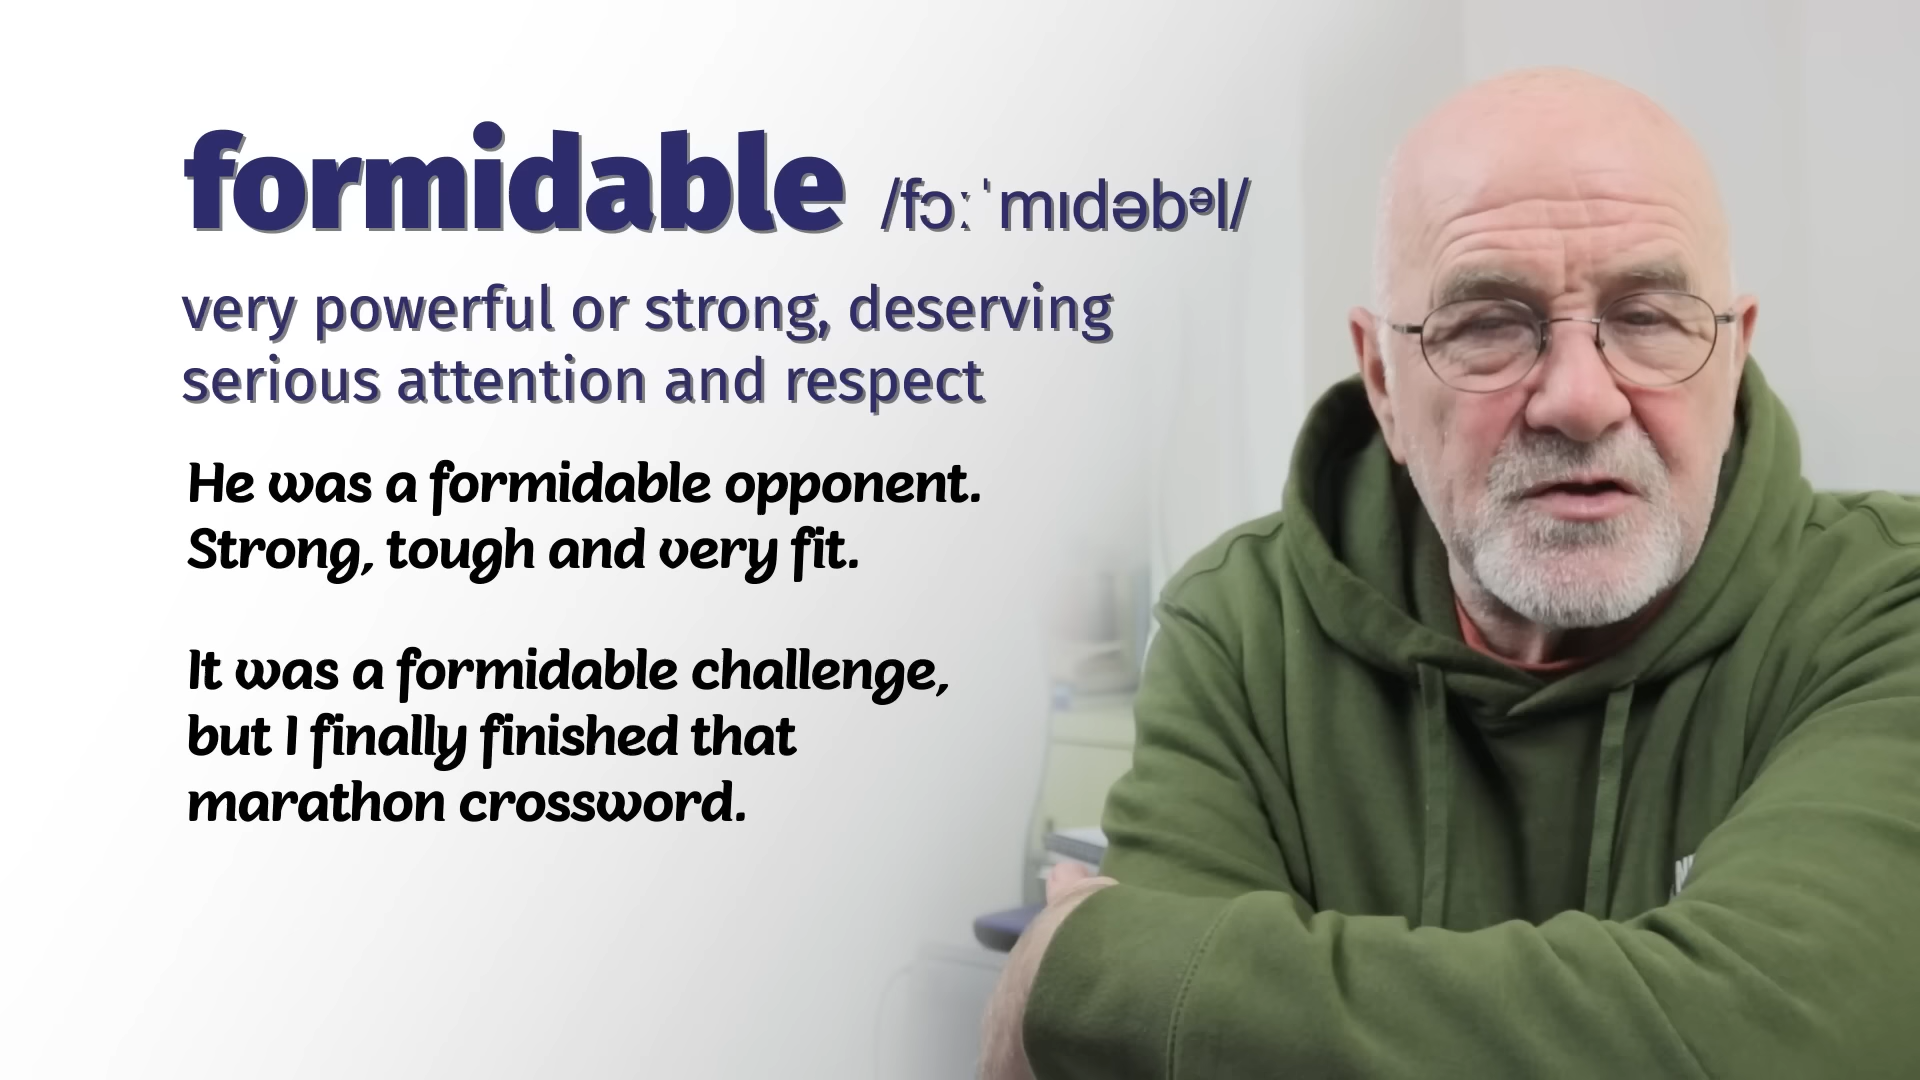 formidable /fɔːˈmɪdəbᵊl/
very powerful or strong, deserving
serious attention and respect
He was a formidable opponent.
Strong, tough and very fit.
It was a formidable challenge,
but I finally finished that
marathon crossword.